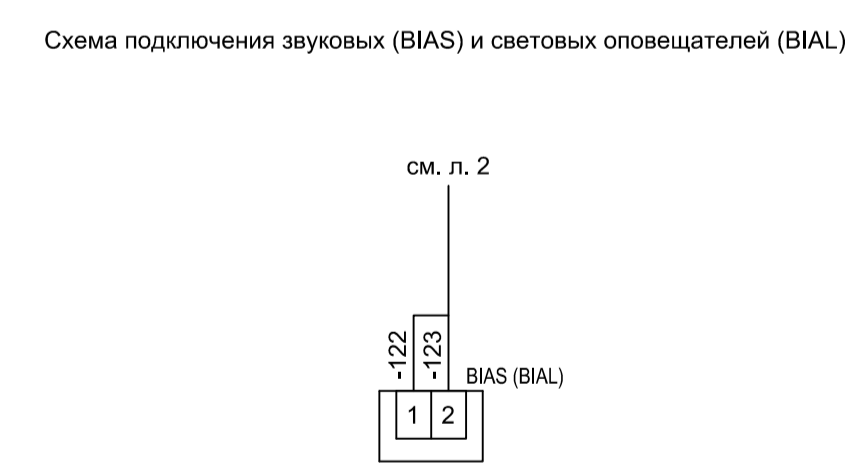 Схема подключения звуковых (BIAS) и световых оповещателей (BIAL)
см. л. 2
-122
-123
BIAS (BIAL)
1
2